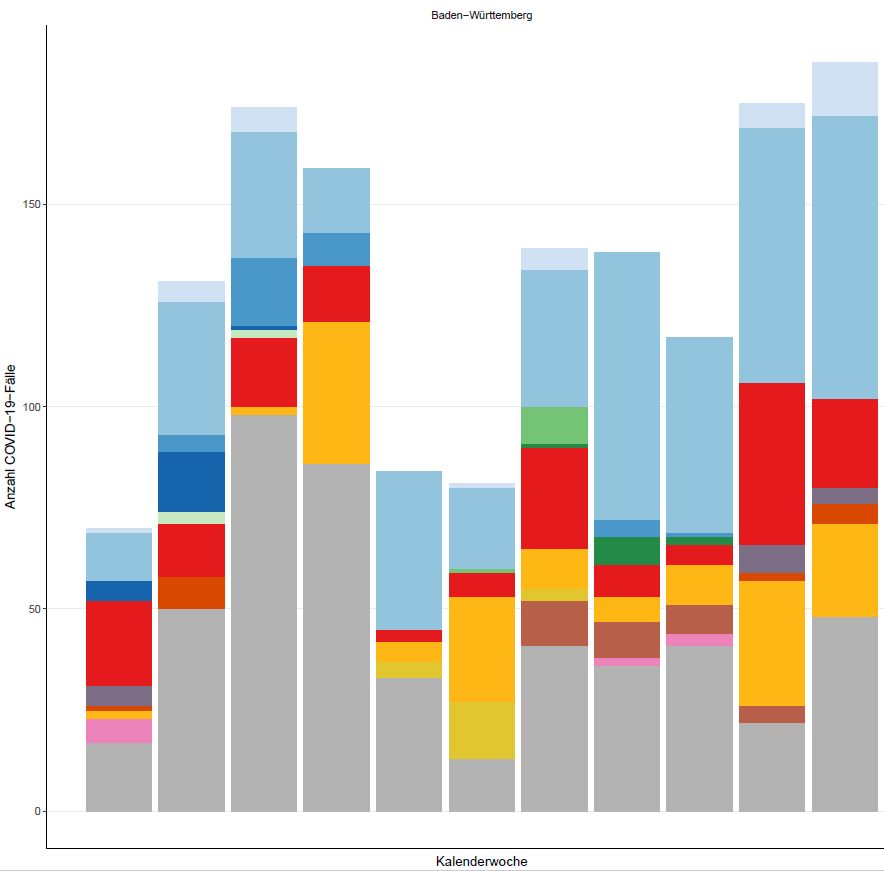 Baden−Württemberg
Anzahl COVID−19−Fälle
150
100
50
0
Kalenderwoche